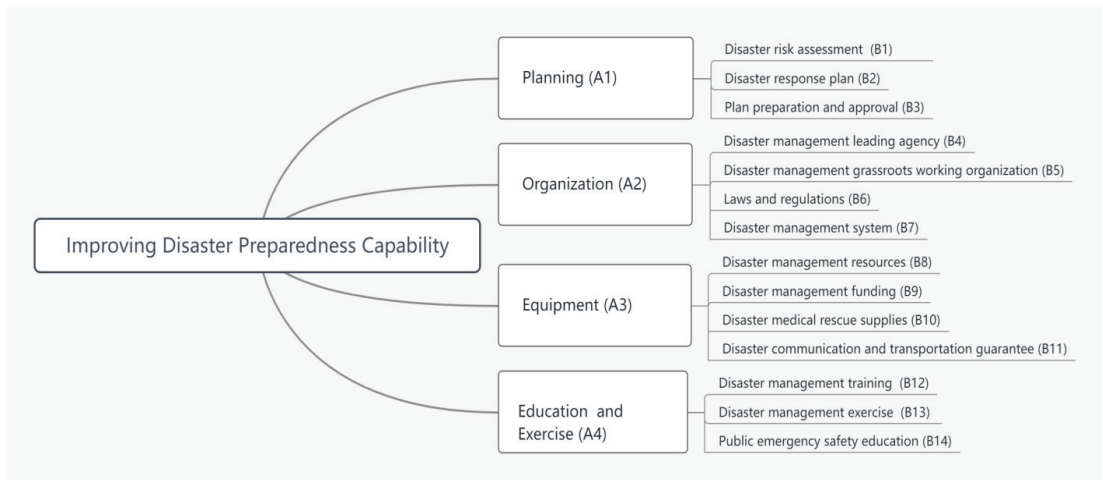 Improving Disaster Preparedness Capability
Planning (A1)
Disaster risk assessment (B1)
Disaster response plan (B2)
Plan preparation and approval (B3)
Organization (A2)
Disaster management leading agency (B4)
Disaster management grassroots working organization (B5)
Laws and regulations (B6)
Disaster management system (B7)
Equipment (A3)
Disaster management resources (B8)
Disaster management funding (B9)
Disaster medical rescue supplies (B10)
Disaster communication and transportation guarantee (B11)
Education and
Exercise (A4)
Disaster management training (B12)
Disaster management exercise (B13)
Public emergency safety education (B14)